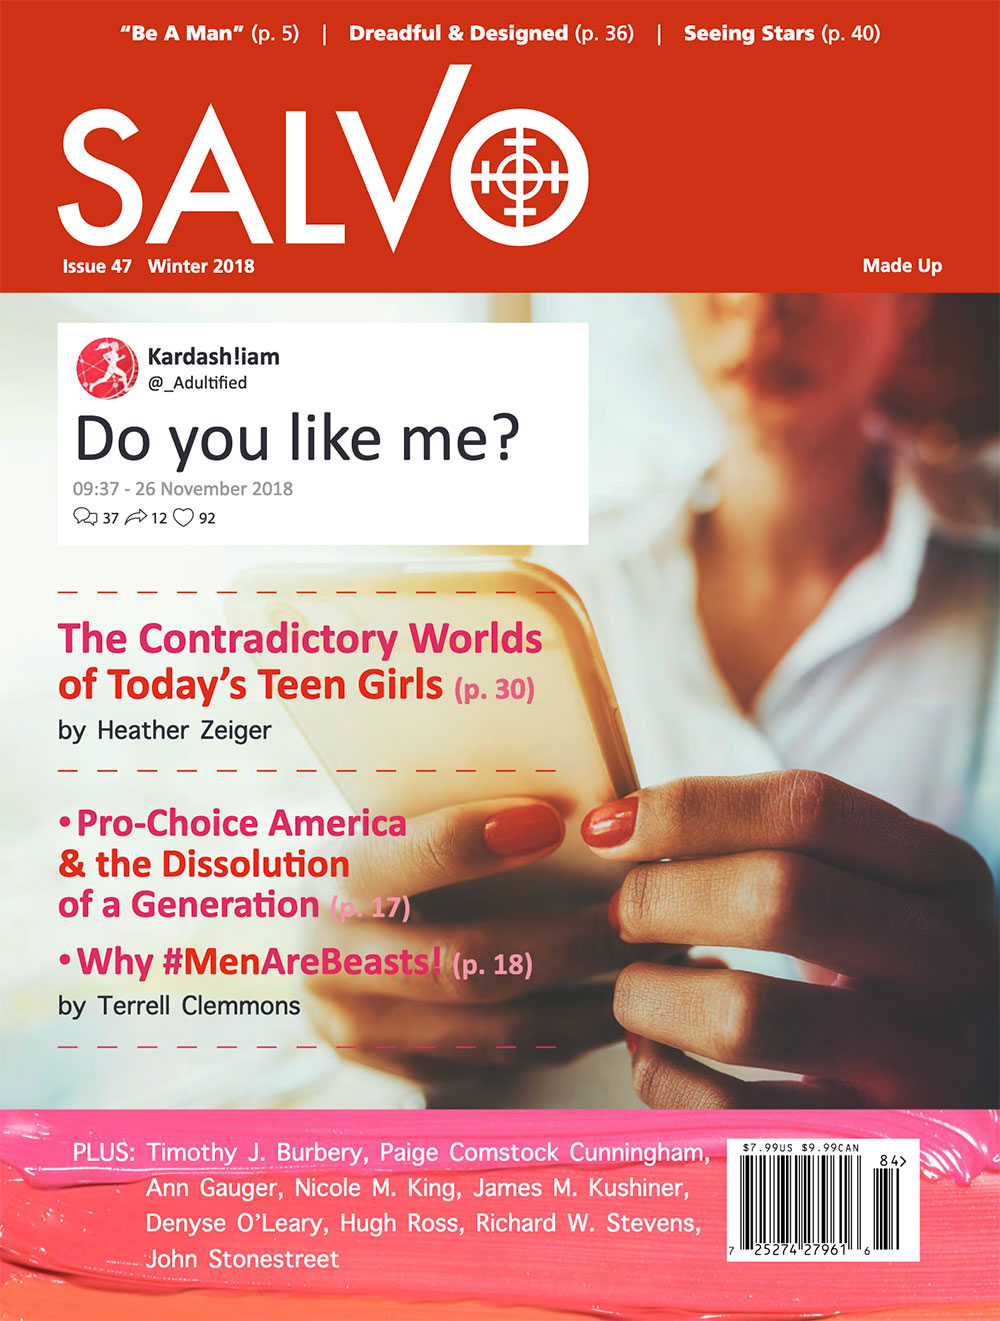 “Be A Man” (p. 5) | Dreadful & Designed (p. 36) | Seeing Stars (p. 40)
SALVO
Issue 47 Winter 2018
Made Up
Kardash!iam
@_Adultified
Do you like me?
09:37 - 26 November 2018
37 12 92
The Contradictory Worlds
of Today’s Teen Girls (p. 30)
by Heather Zeiger
•Pro-Choice America
& the Dissolution
of a Generation (p. 17)
•Why #MenAreBeasts! (p. 18)
by Terrell Clemmons
PLUS: Timothy J. Burbery, Paige Comstock Cunningham,
Ann Gauger, Nicole M. King, James M. Kushiner,
Denyse O’Leary, Hugh Ross, Richard W. Stevens,
John Stonestreet
$7.99US $9.99CAN
84>
7 25274 27961 6